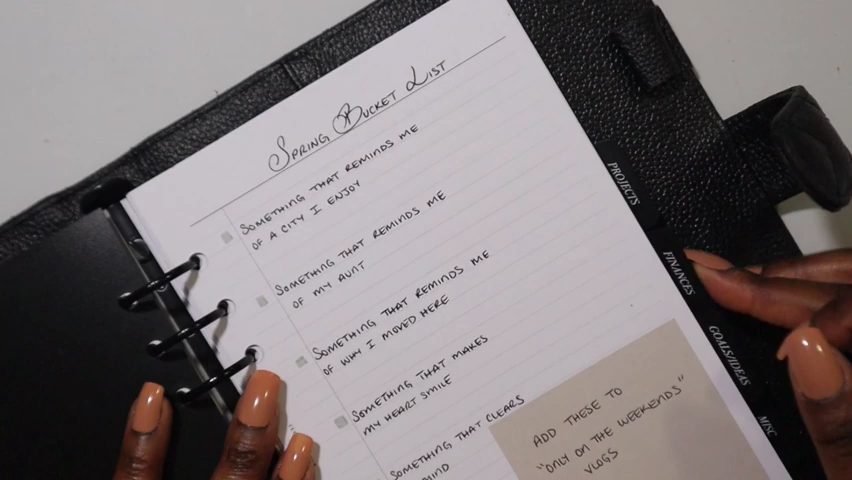 Spring Bucket List
SOMETHING THAT REMINDS ME
OF A CITY I ENJOY
SOMETHING THAT REMINDS ME
OF MY AUNT
SOMETHING THAT REMINDS ME
OF WHY I MOVED HERE
SOMETHING THAT MAKES
MY HEART SMILE
SOMETHING THAT CLEARS
MIND
ADD THESE TO
"ONLY ON THE WEEKENDS"
VLOGS
PROJECTS
FINANCES
GOALS/IDEAS
MISC